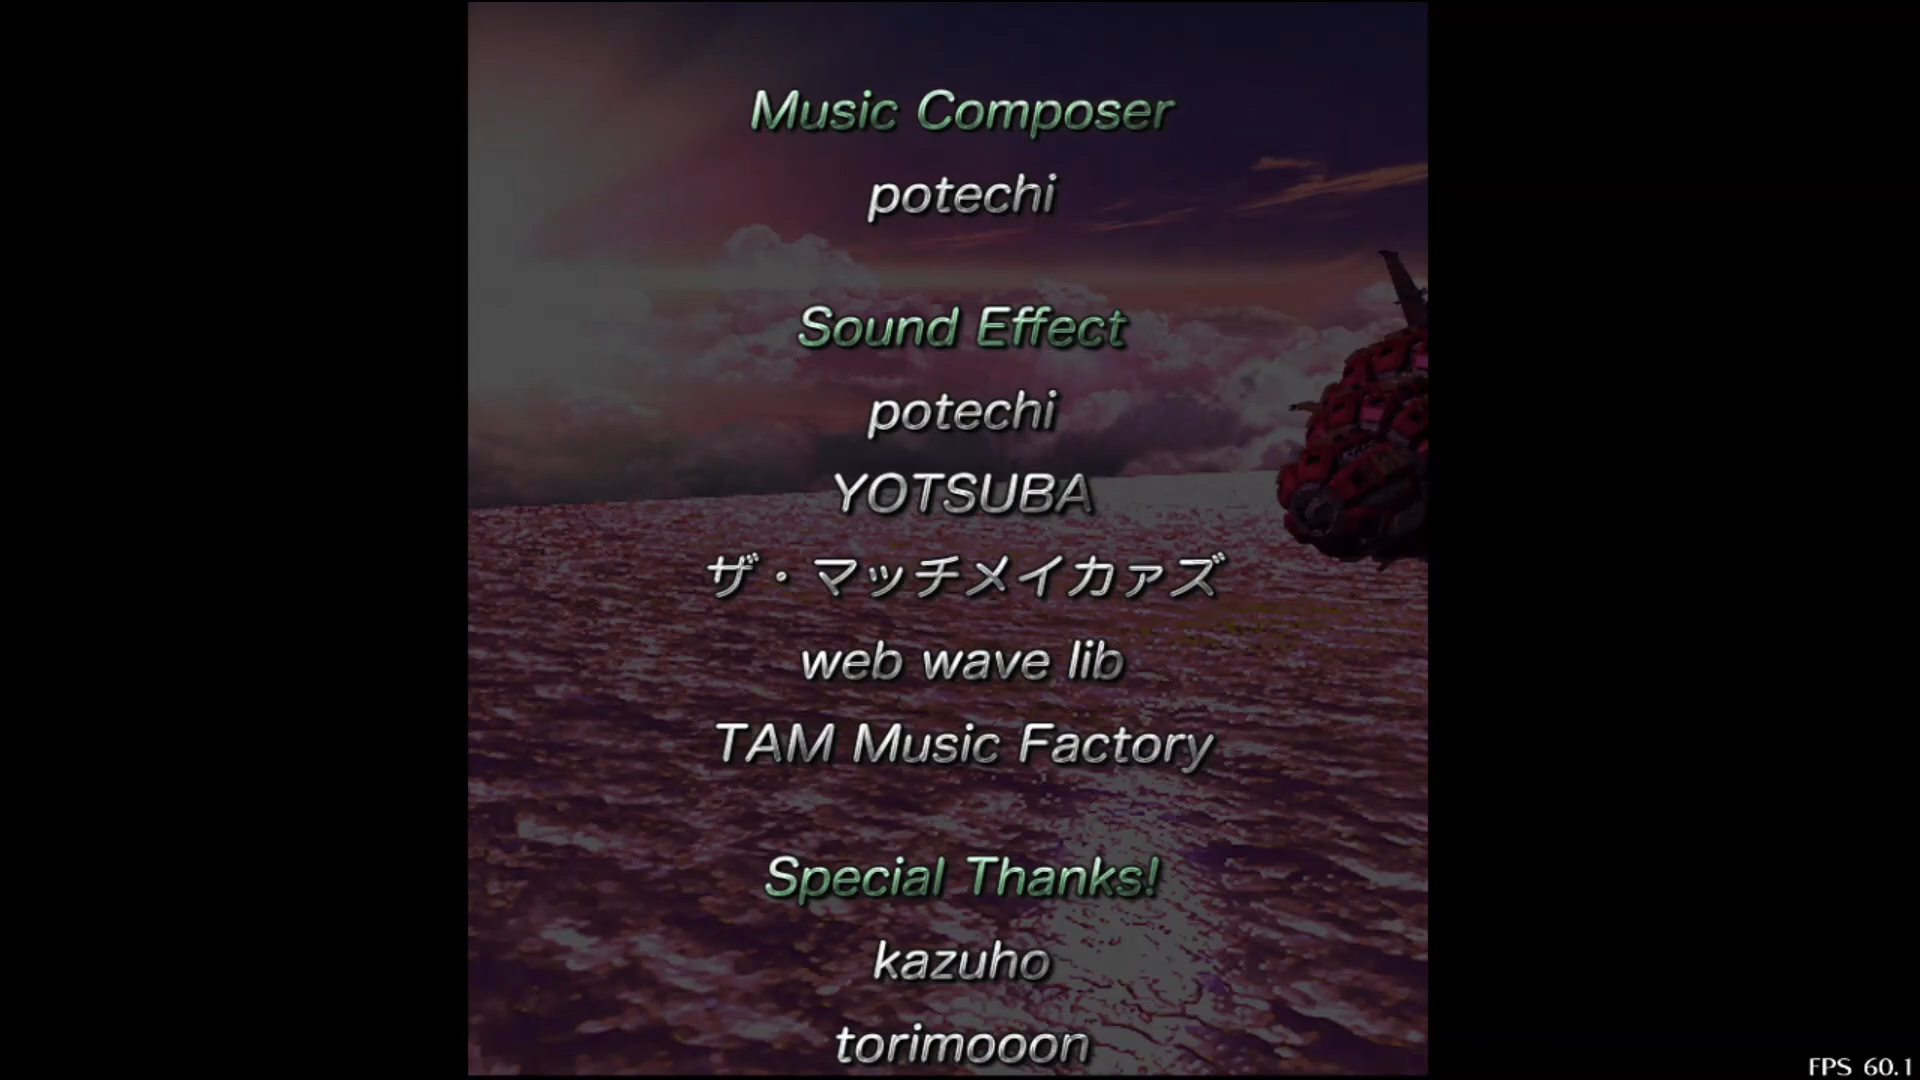 Music Composer
potechi
Sound Effect
potechi
YOTSUBA
ザ・マッチメイカァズ
web wave lib
TAM Music Factory
Special Thanks!
kazuho
torimooon
FPS 60.1